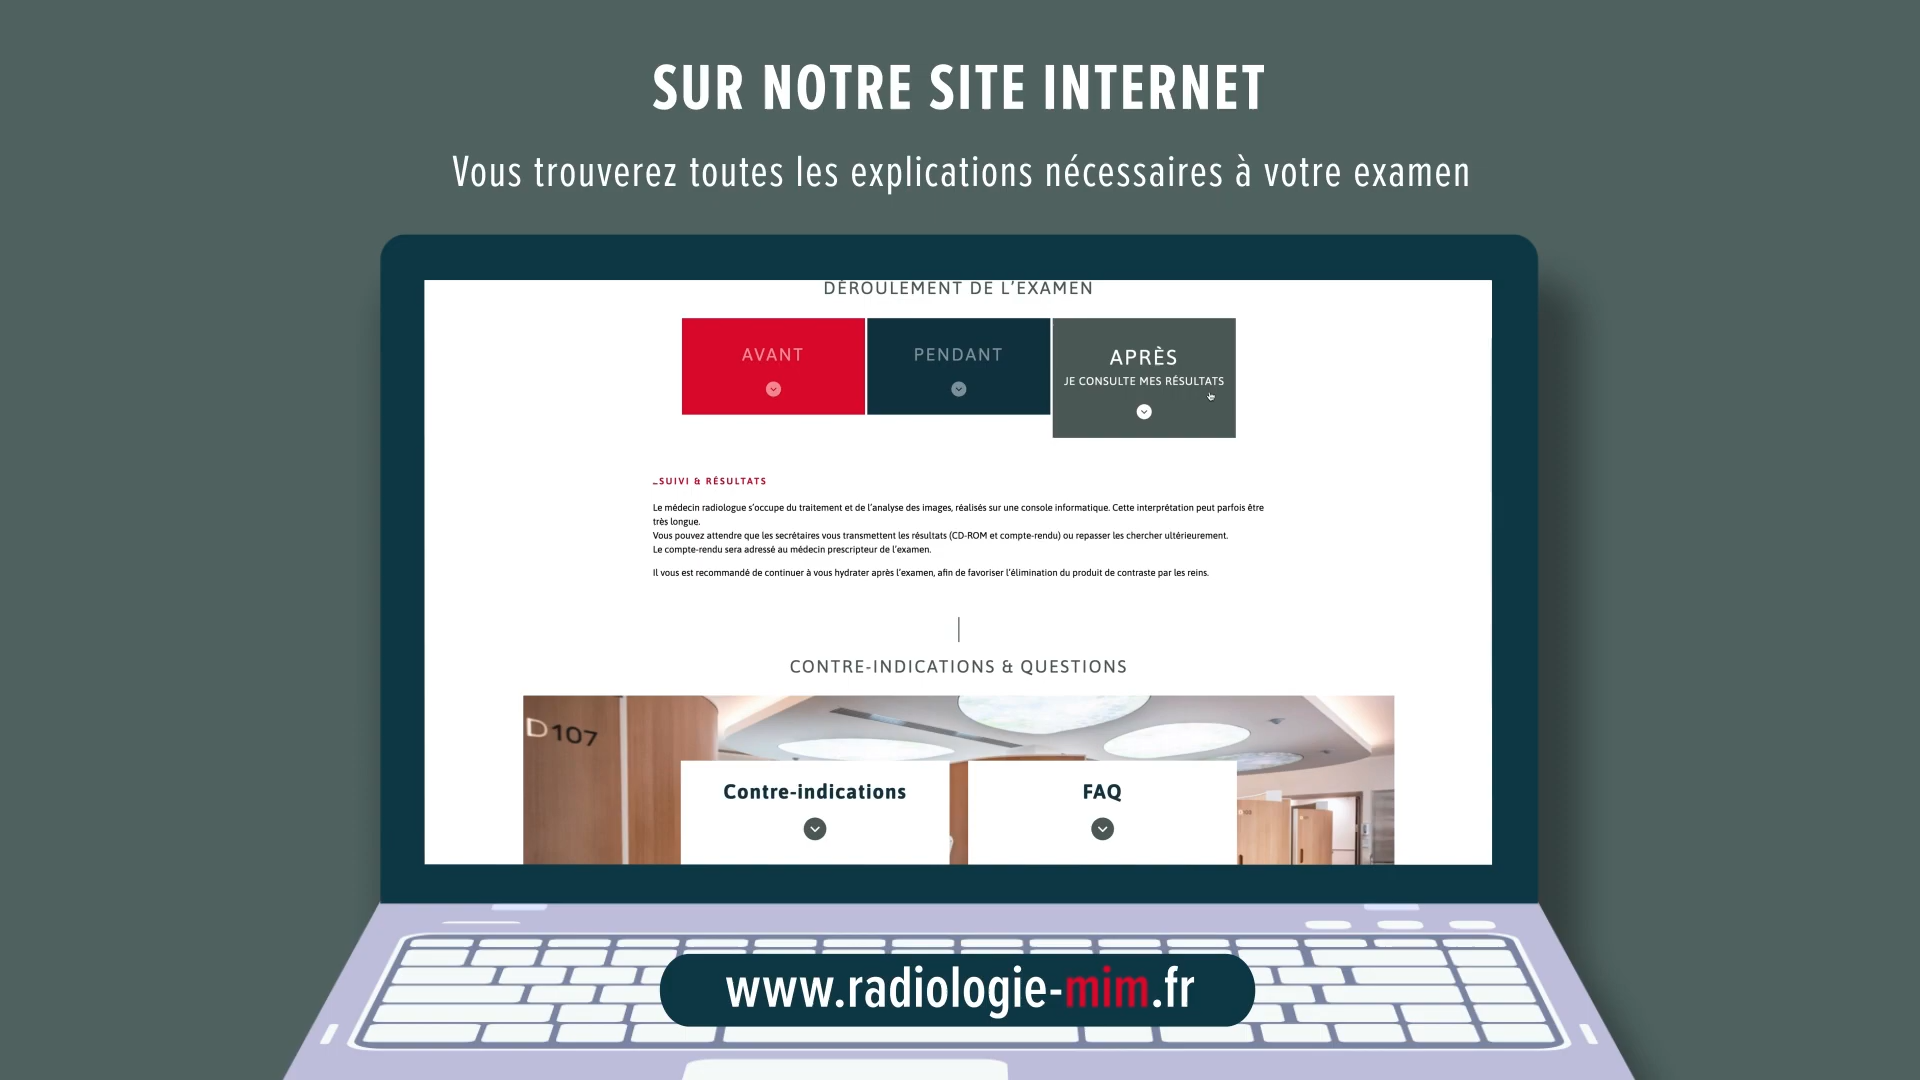 SUR NOTRE SITE INTERNET
Vous trouverez toutes les explications nécessaires à votre examen
DÉROULEMENT DE L'EXAMEN
AVANT
PENDANT
APRÈS
JE CONSULTE MES RÉSULTATS
_SUIVI & RÉSULTATS
Le médecin radiologue s'occupe du traitement et de l'analyse des images, réalisés sur une console informatique. Cette interprétation peut parfois être
très longue.
Vous pouvez attendre que les secrétaires vous transmettent les résultats (CD-ROM et compte-rendu) ou repasser les chercher ultérieurement.
Le compte-rendu sera adressé au médecin prescripteur de l'examen.
Il vous est recommandé de continuer à vous hydrater après l'examen, afin de favoriser l'élimination du produit de contraste par les reins.
CONTRE-INDICATIONS & QUESTIONS
D107
Contre-indications
FAQ
www.radiologie-mim.fr